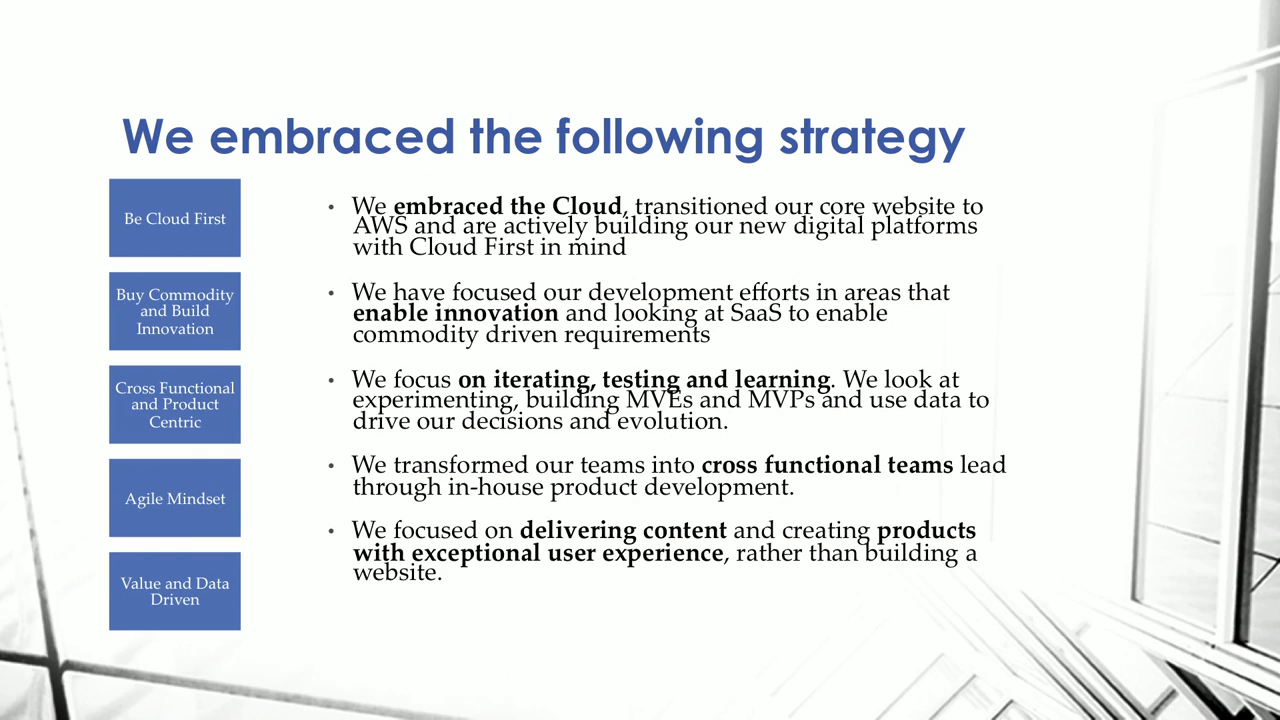 We embraced the following strategy
Be Cloud First
Buy Commodity
and Build
Innovation
Cross Functional
and Product
Centric
Agile Mindset
Value and Data
Driven
• We embraced the Cloud, transitioned our core website to
AWS and are actively building our new digital platforms
with Cloud First in mind
• We have focused our development efforts in areas that
enable innovation and looking at SaaS to enable
commodity driven requirements
• We focus on iterating, testing and learning. We look at
experimenting, building MVEs and MVPs and use data to
drive our decisions and evolution.
• We transformed our teams into cross functional teams lead
through in-house product development.
• We focused on delivering content and creating products
with exceptional user experience, rather than building a
website.